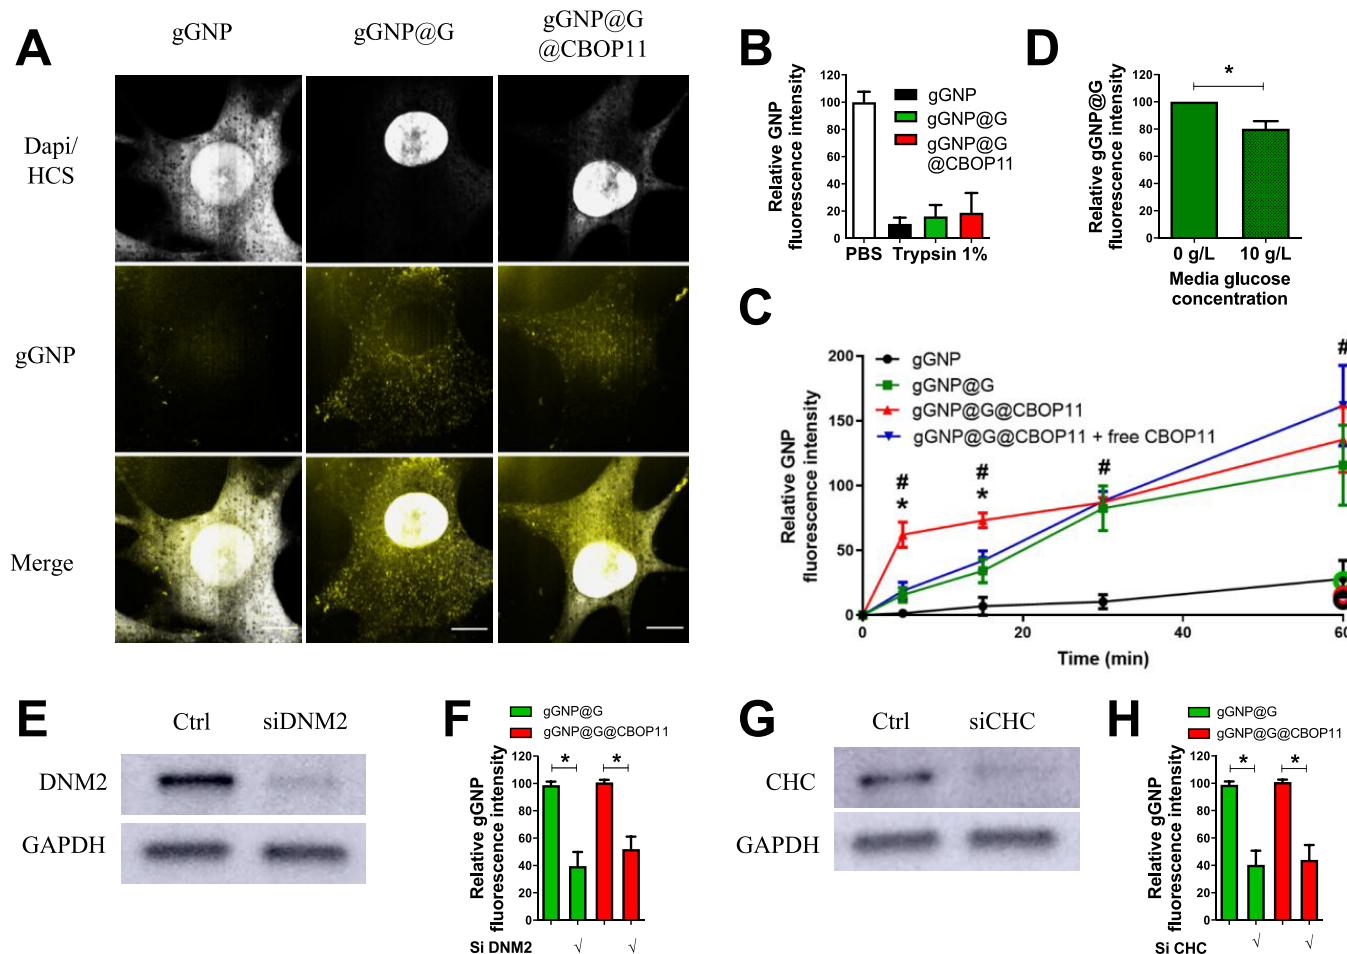 A
gGNP
gGNP@G
gGNP@G
@CBOP11
Dapi/
HCS
gGNP
Merge
B
Relative GNP
fluorescence intensity
120
100
80
60
40
20
0
gGNP
gGNP@G
gGNP@G
@CBOP11
PBS
Trypsin 1%
D
Relative gGNP@G
fluorescence intensity
120
100
80
60
40
20
0
*
0 g/L
10 g/L
Media glucose
concentration
C
Relative GNP
fluorescence intensity
200
150
100
50
0
gGNP
gGNP@G
gGNP@G@CBOP11
gGNP@G@CBOP11 + free CBOP11
#
*
#
*
#
#
0
20
40
60
Time (min)
E
Ctrl
siDNM2
DNM2
GAPDH
F
gGNP@G
gGNP@G@CBOP11
Relative gGNP
fluorescence intensity
120
100
80
60
40
20
0
*
*
Si DNM2
√
√
G
Ctrl
siCHC
CHC
GAPDH
H
gGNP@G
gGNP@G@CBOP11
Relative gGNP
fluorescence intensity
120
100
80
60
40
20
0
*
*
Si CHC
√
√